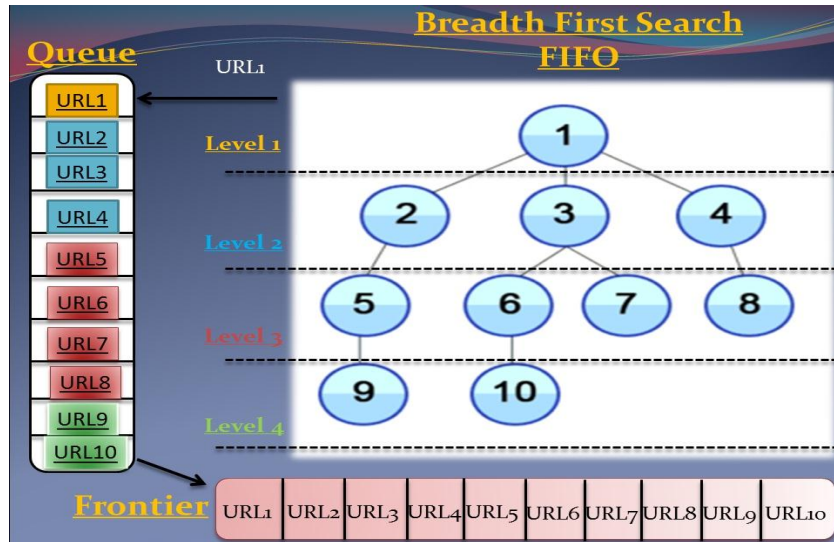 Breadth First Search
FIFO
Queue
URL1
URL1
URL2
URL3
URL4
URL5
URL6
URL7
URL8
URL9
URL10
Level 1
Level 2
Level 3
Level 4
1
2 3 4
5 6 7 8
9 10
Frontier
URL1 URL2 URL3 URL4 URL5 URL6 URL7 URL8 URL9 URL10